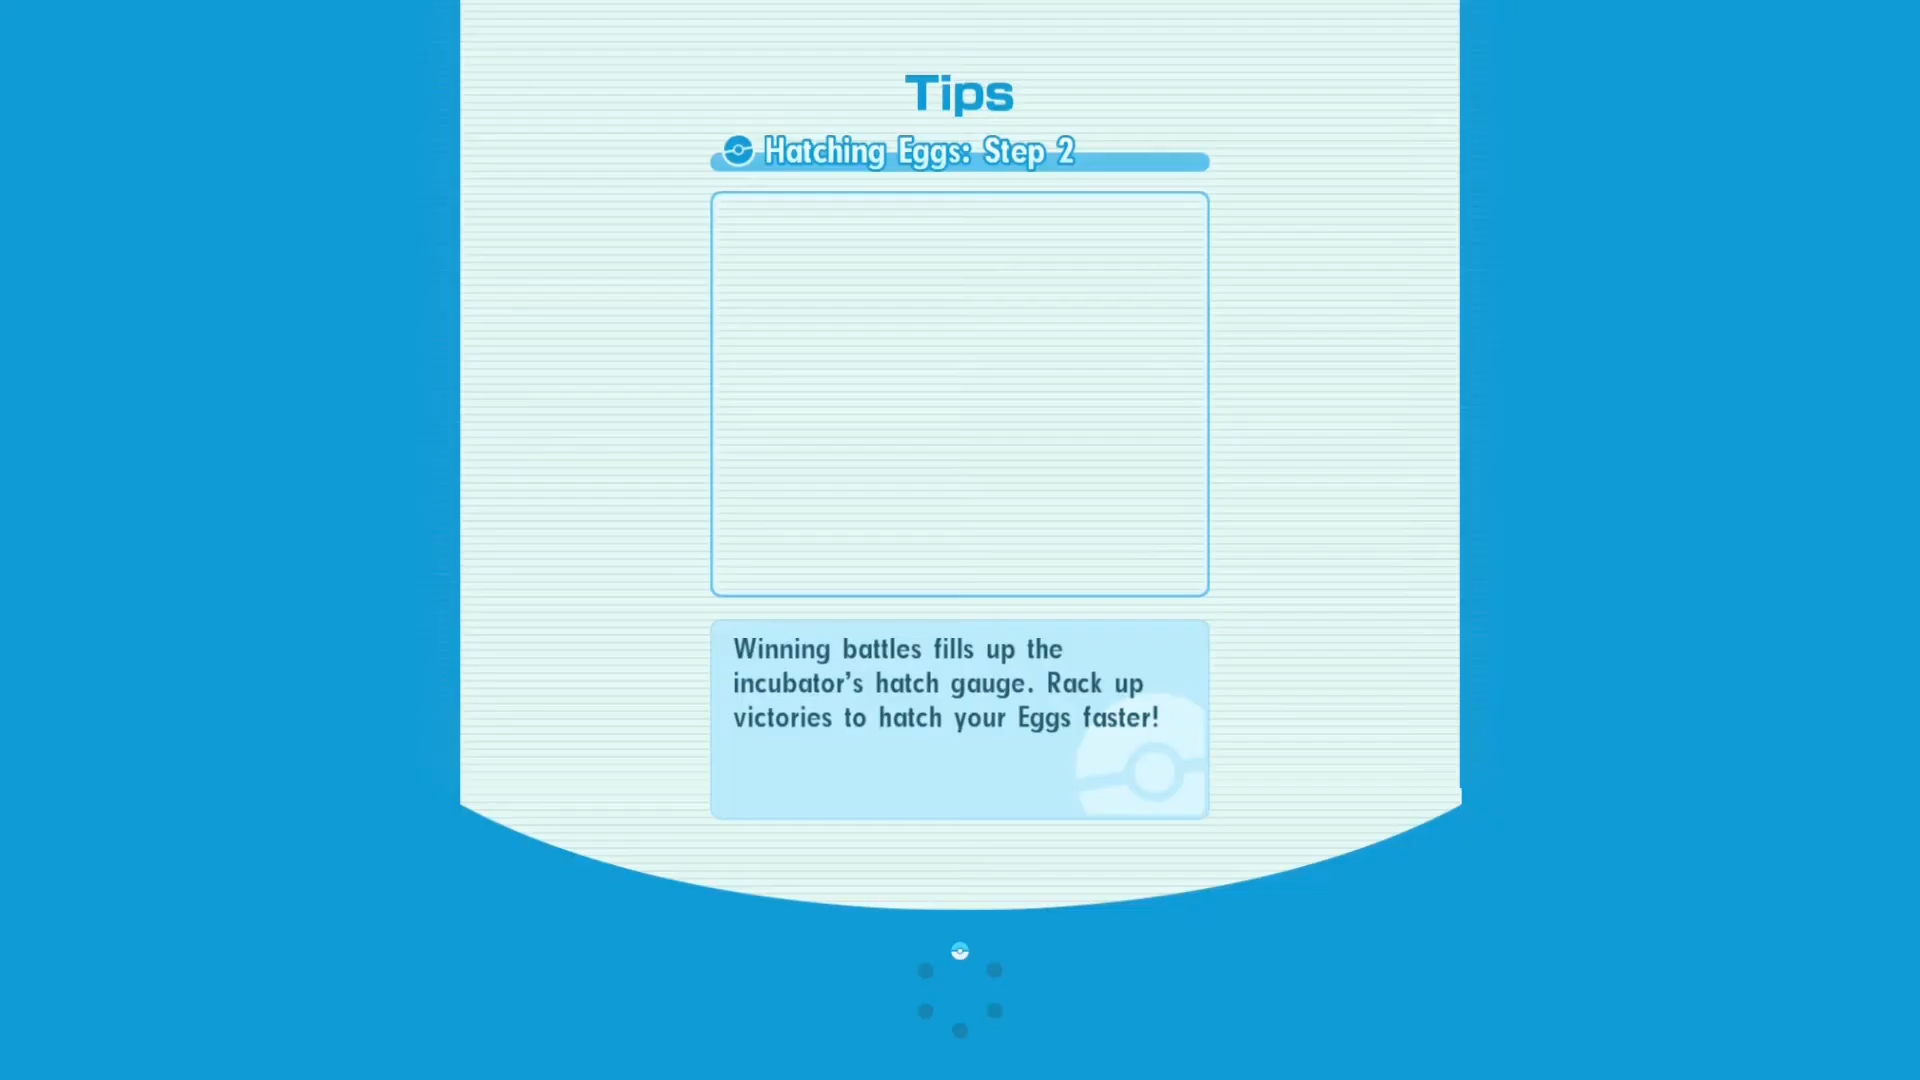 Tips
Hatching Eggs: Step 2
Winning battles fills up the
incubator’s hatch gauge. Rack up
victories to hatch your Eggs faster!